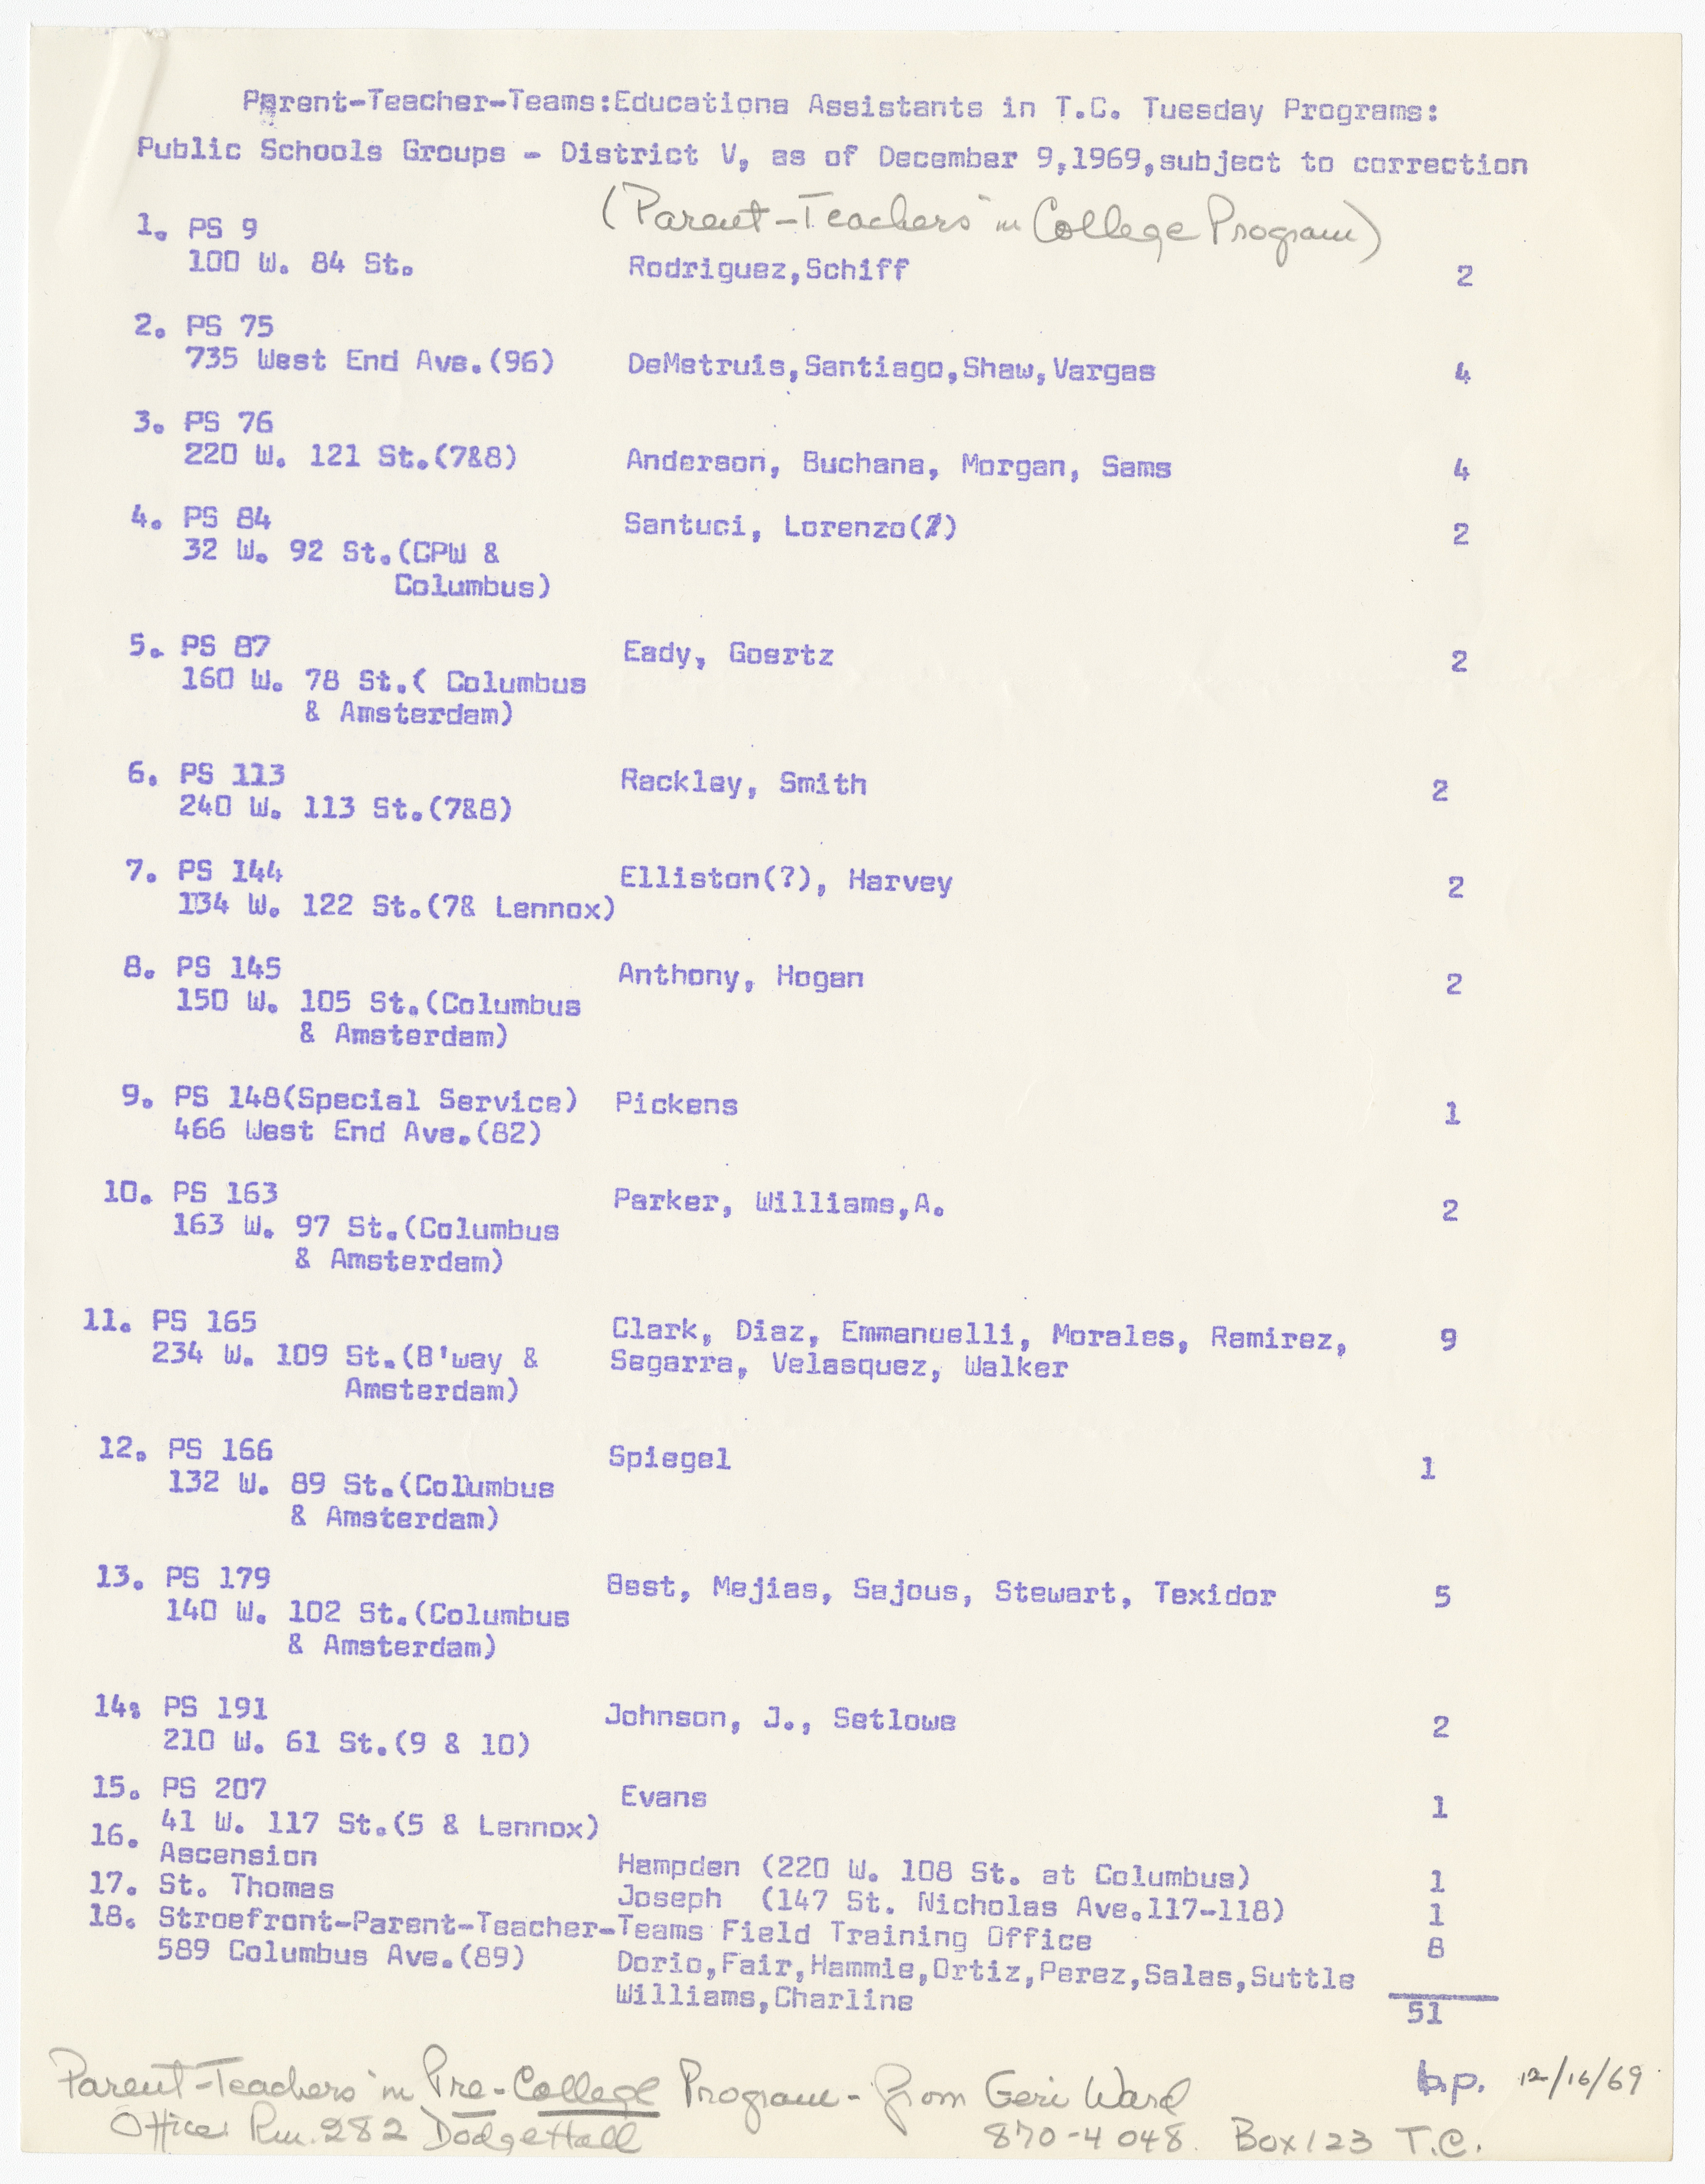 Parent-Teacher-Teams:Educationa Assistants in T.C. Tuesday Programs:
Public Schools Groups - District V, as of December 9,1969,subject to correction
(Parent-Teachers in College Program)
1. PS 9
100 W. 84 St. Rodriguez,Schiff 2
2. PS 75
735 West End Ave.(96) DeMetruis,Santiago,Shaw,Vargas 4
3. PS 76
220 W. 121 St.(7&8) Anderson, Buchana, Morgan, Sams 4
4. PS 84 Santuci, Lorenzo(?) 2
32 W. 92 St.(CPW &
Columbus)
5. PS 87 Eady, Goertz 2
160 W. 78 St.( Columbus
& Amsterdam)
6. PS 113 Rackley, Smith 2
240 W. 113 St.(7&8)
7. PS 144 Elliston(?), Harvey 2
134 W. 122 St.(7& Lennox)
8. PS 145 Anthony, Hogan 2
150 W. 105 St.(Columbus
& Amsterdam)
9. PS 148(Special Service) Pickens 1
466 West End Ave.(82)
10. PS 163 Parker, Williams,A. 2
163 W. 97 St.(Columbus
& Amsterdam)
11. PS 165 Clark, Diaz, Emmanuelli, Morales, Ramirez, 9
234 W. 109 St.(B'way & Segarra, Velasquez, Walker
Amsterdam)
12. PS 166 Spiegel 1
132 W. 89 St.(Columbus
& Amsterdam)
13. PS 179 Best, Mejias, Sajous, Stewart, Texidor 5
140 W. 102 St.(Columbus
& Amsterdam)
14. PS 191 Johnson, J., Setlowe 2
210 W. 61 St.(9 & 10)
15. PS 207 Evans 1
41 W. 117 St.(5 & Lennox)
16. Ascension Hampden (220 W. 108 St. at Columbus) 1
17. St. Thomas Joseph (147 St. Nicholas Ave.117-118) 1
18. Stroefront-Parent-Teacher-Teams Field Training Office 8
589 Columbus Ave.(89) Dorio,Fair,Hammie,Ortiz,Perez,Salas,Suttle
Williams,Charline
51
b.p. 12/16/69
Parent-Teachers in Pre-College Program - from Geri Ward
Office: Rm. 282 Dodge Hall 870-4048. Box 123 T.C.